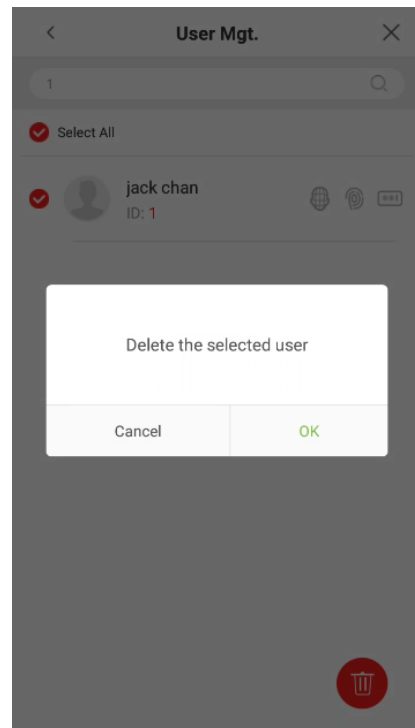 User Mgt.
1
Select All
jack chan
ID: 1
Delete the selected user
Cancel OK